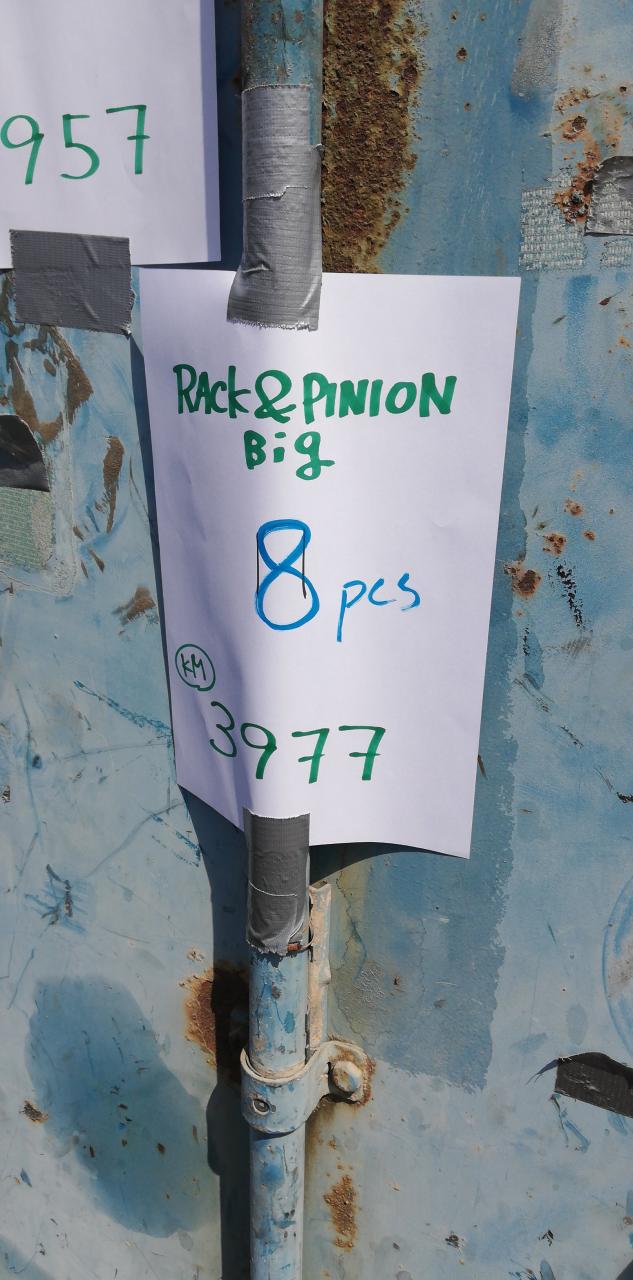 957
Rack & PINION
Big
8 pcs
KM
3977